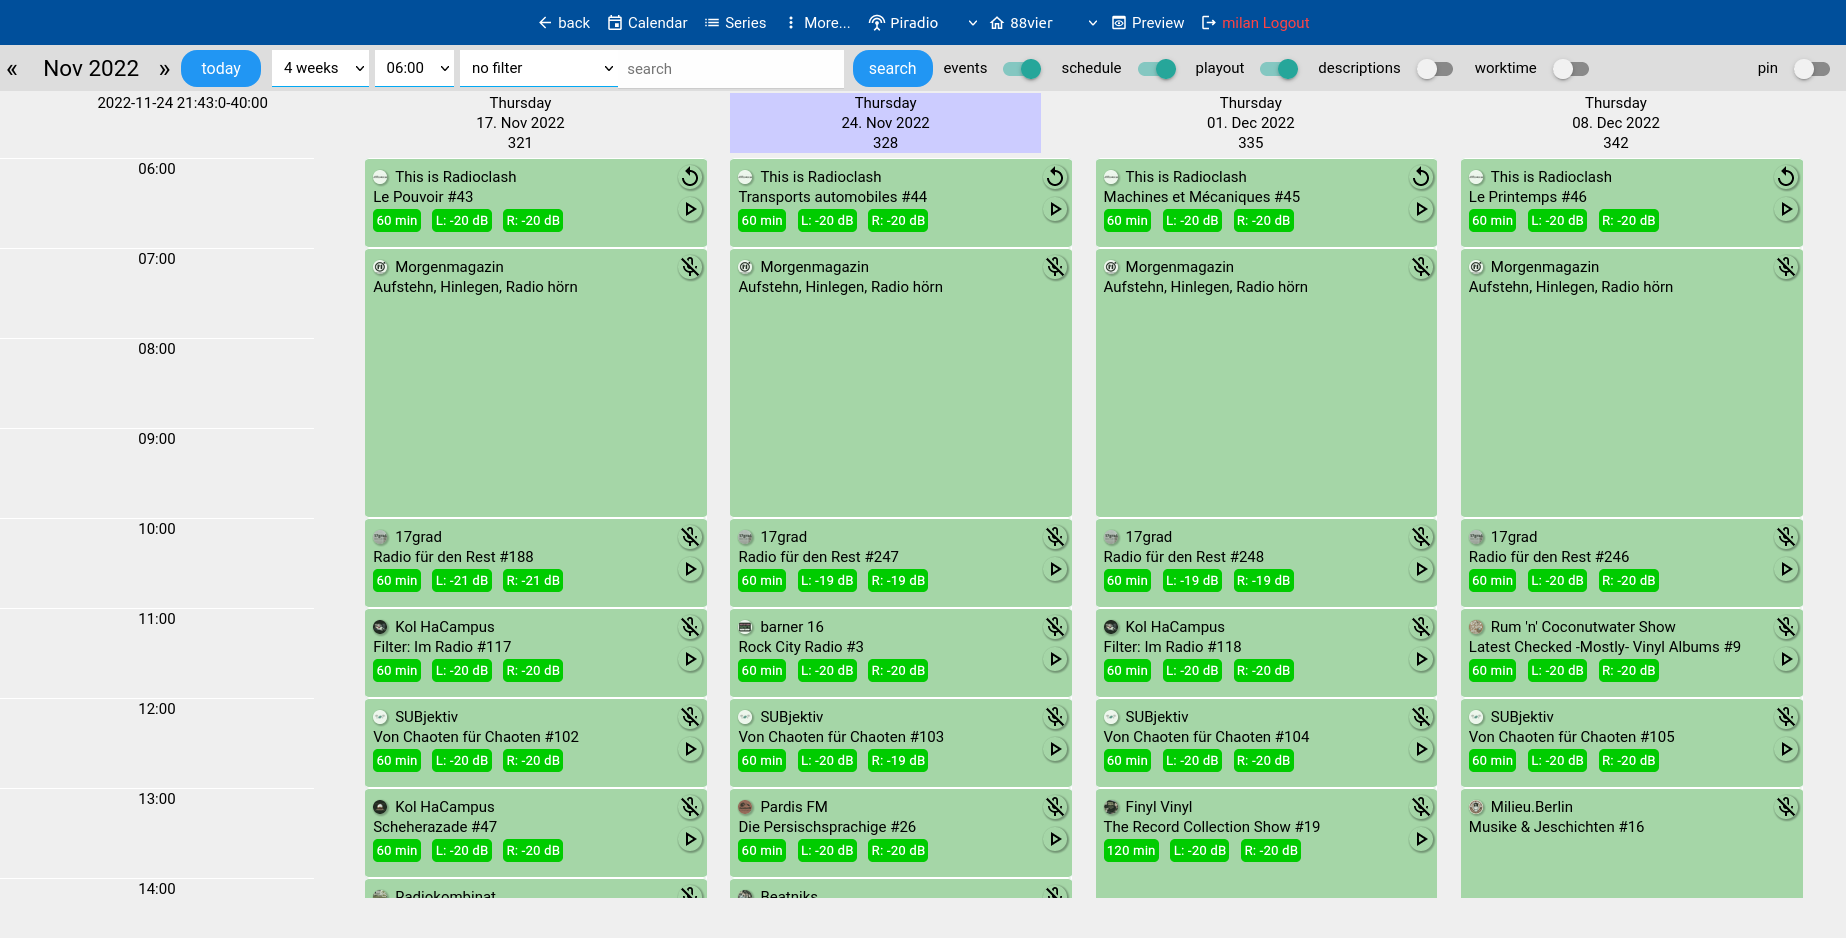 back Calendar Series More... Piradio 88vier Preview milan Logout
« Nov 2022 » today 4 weeks 06:00 no filter search search events schedule playout descriptions worktime pin
2022-11-24 21:43:0-40:00
Thursday
17. Nov 2022
321
Thursday
24. Nov 2022
328
Thursday
01. Dec 2022
335
Thursday
08. Dec 2022
342
06:00
07:00
08:00
09:00
10:00
11:00
12:00
13:00
14:00
This is Radioclash
Le Pouvoir #43
60 min L: -20 dB R: -20 dB
Morgenmagazin
Aufstehn, Hinlegen, Radio hörn
17grad
Radio für den Rest #188
60 min L: -21 dB R: -21 dB
Kol HaCampus
Filter: Im Radio #117
60 min L: -20 dB R: -20 dB
SUBjektiv
Von Chaoten für Chaoten #102
60 min L: -20 dB R: -20 dB
Kol HaCampus
Scheherazade #47
60 min L: -20 dB R: -20 dB
Radiokombinat
This is Radioclash
Transports automobiles #44
60 min L: -20 dB R: -20 dB
Morgenmagazin
Aufstehn, Hinlegen, Radio hörn
17grad
Radio für den Rest #247
60 min L: -19 dB R: -19 dB
barner 16
Rock City Radio #3
60 min L: -20 dB R: -20 dB
SUBjektiv
Von Chaoten für Chaoten #103
60 min L: -20 dB R: -19 dB
Pardis FM
Die Persischsprachige #26
60 min L: -20 dB R: -20 dB
Beatniks
This is Radioclash
Machines et Mécaniques #45
60 min L: -20 dB R: -20 dB
Morgenmagazin
Aufstehn, Hinlegen, Radio hörn
17grad
Radio für den Rest #248
60 min L: -19 dB R: -19 dB
Kol HaCampus
Filter: Im Radio #118
60 min L: -20 dB R: -20 dB
SUBjektiv
Von Chaoten für Chaoten #104
60 min L: -20 dB R: -20 dB
Finyl Vinyl
The Record Collection Show #19
120 min L: -20 dB R: -20 dB
This is Radioclash
Le Printemps #46
60 min L: -20 dB R: -20 dB
Morgenmagazin
Aufstehn, Hinlegen, Radio hörn
17grad
Radio für den Rest #246
60 min L: -20 dB R: -20 dB
Rum 'n' Coconutwater Show
Latest Checked -Mostly- Vinyl Albums #9
60 min L: -20 dB R: -20 dB
SUBjektiv
Von Chaoten für Chaoten #105
60 min L: -20 dB R: -20 dB
Milieu.Berlin
Musike & Jeschichten #16